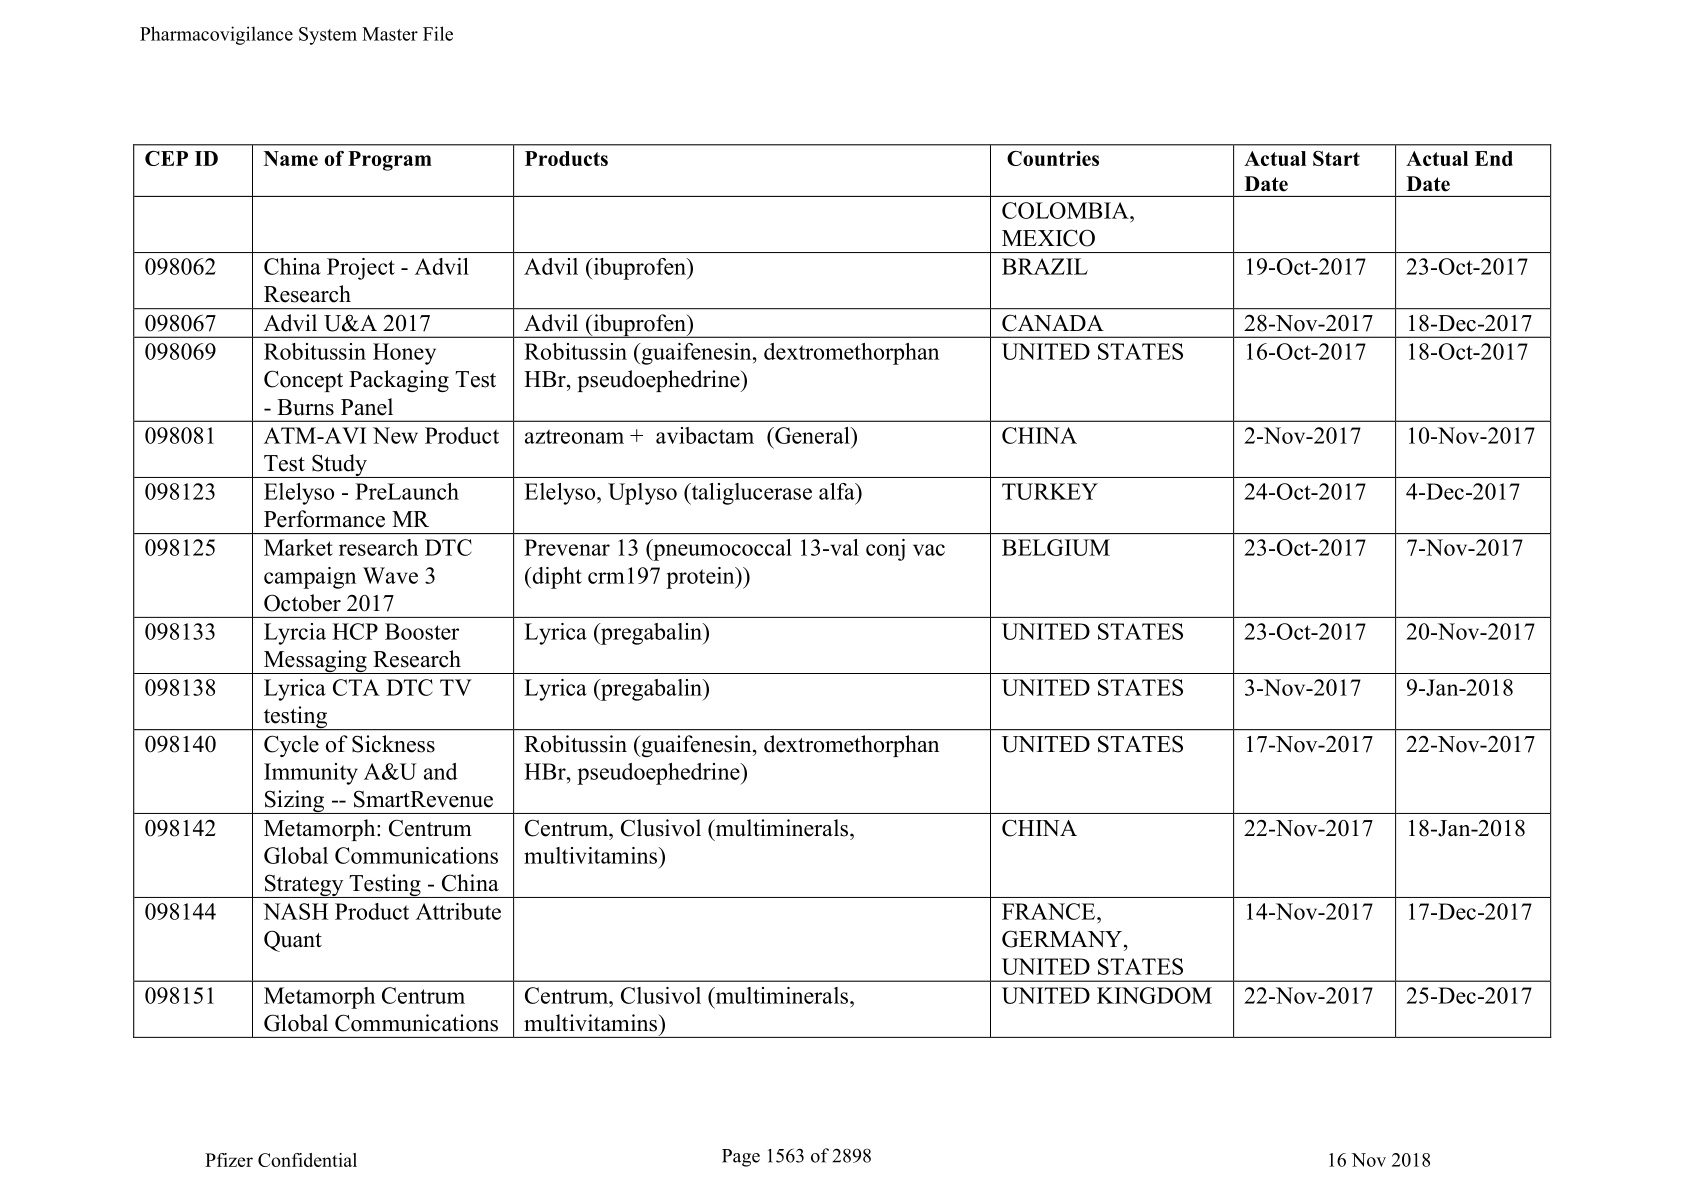 Pharmacovigilance System Master File
CEP ID Name of Program Products Countries Actual Start Actual End
Date Date
COLOMBIA,
MEXICO
098062 China Project - Advil Advil (ibuprofen) BRAZIL 19-Oct-2017 23-Oct-2017
Research
098067 Advil U&A 2017 Advil (ibuprofen) CANADA 28-Nov-2017 18-Dec-2017
098069 Robitussin Honey Robitussin (guaifenesin, dextromethorphan UNITED STATES 16-Oct-2017 18-Oct-2017
Concept Packaging Test HBr, pseudoephedrine)
- Burns Panel
098081 ATM-AVI New Product aztreonam + avibactam (General) CHINA 2-Nov-2017 10-Nov-2017
Test Study
098123 Elelyso - PreLaunch Elelyso, Uplyso (taliglucerase alfa) TURKEY 24-Oct-2017 4-Dec-2017
Performance MR
098125 Market research DTC Prevenar 13 (pneumococcal 13-val conj vac BELGIUM 23-Oct-2017 7-Nov-2017
campaign Wave 3 (dipht crm197 protein))
October 2017
098133 Lyrcia HCP Booster Lyrica (pregabalin) UNITED STATES 23-Oct-2017 20-Nov-2017
Messaging Research
098138 Lyrica CTA DTC TV Lyrica (pregabalin) UNITED STATES 3-Nov-2017 9-Jan-2018
testing
098140 Cycle of Sickness Robitussin (guaifenesin, dextromethorphan UNITED STATES 17-Nov-2017 22-Nov-2017
Immunity A&U and HBr, pseudoephedrine)
Sizing -- SmartRevenue
098142 Metamorph: Centrum Centrum, Clusivol (multiminerals, CHINA 22-Nov-2017 18-Jan-2018
Global Communications multivitamins)
Strategy Testing - China
098144 NASH Product Attribute FRANCE, 14-Nov-2017 17-Dec-2017
Quant GERMANY,
UNITED STATES
098151 Metamorph Centrum Centrum, Clusivol (multiminerals, UNITED KINGDOM 22-Nov-2017 25-Dec-2017
Global Communications multivitamins)
Pfizer Confidential Page 1563 of 2898 16 Nov 2018